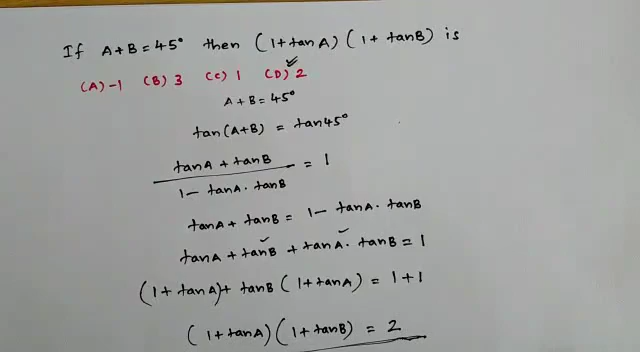 If A+B=45° then (1+tanA)(1+tanB) is
(A)-1 (B) 3 (C) 1 (D) 2
A+B=45°
tan(A+B) = tan45°
tanA + tanB
———————— = 1
1 - tanA. tanB
tanA + tanB = 1 - tanA. tanB
tanA + tanB + tanA. tanB = 1
(1+tanA)+ tanB (1+tanA) = 1+1
(1+tanA)(1+tanB) = 2